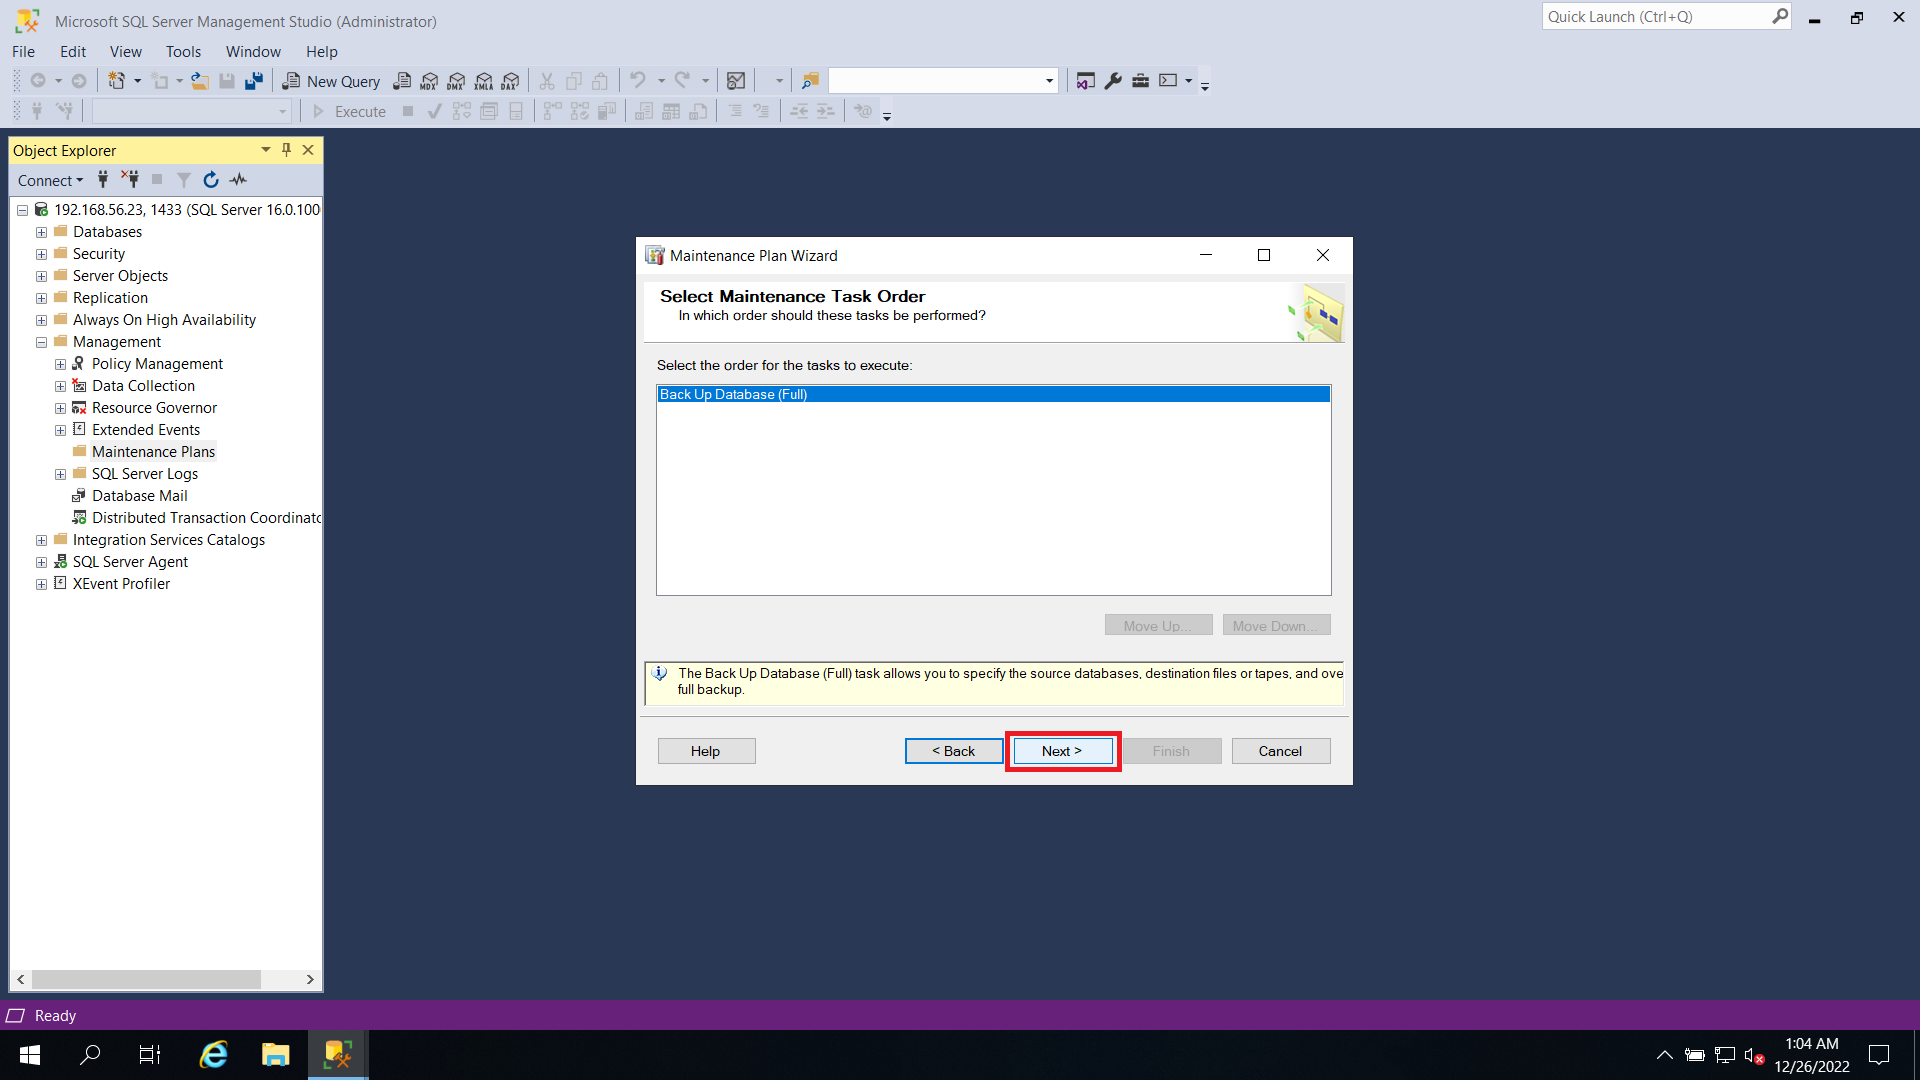 Microsoft SQL Server Management Studio (Administrator)
Quick Launch (Ctrl+Q)
File Edit View Tools Window Help
New Query MDX DMX XMLA DAX
Execute
Object Explorer
Connect
192.168.56.23, 1433 (SQL Server 16.0.100
Databases
Security
Server Objects
Replication
Always On High Availability
Management
Policy Management
Data Collection
Resource Governor
Extended Events
Maintenance Plans
SQL Server Logs
Database Mail
Distributed Transaction Coordinato
Integration Services Catalogs
SQL Server Agent
XEvent Profiler
Maintenance Plan Wizard
Select Maintenance Task Order
In which order should these tasks be performed?
Select the order for the tasks to execute:
Back Up Database (Full)
Move Up... Move Down...
The Back Up Database (Full) task allows you to specify the source databases, destination files or tapes, and ove
full backup.
Help < Back Next > Finish Cancel
Ready
1:04 AM
12/26/2022